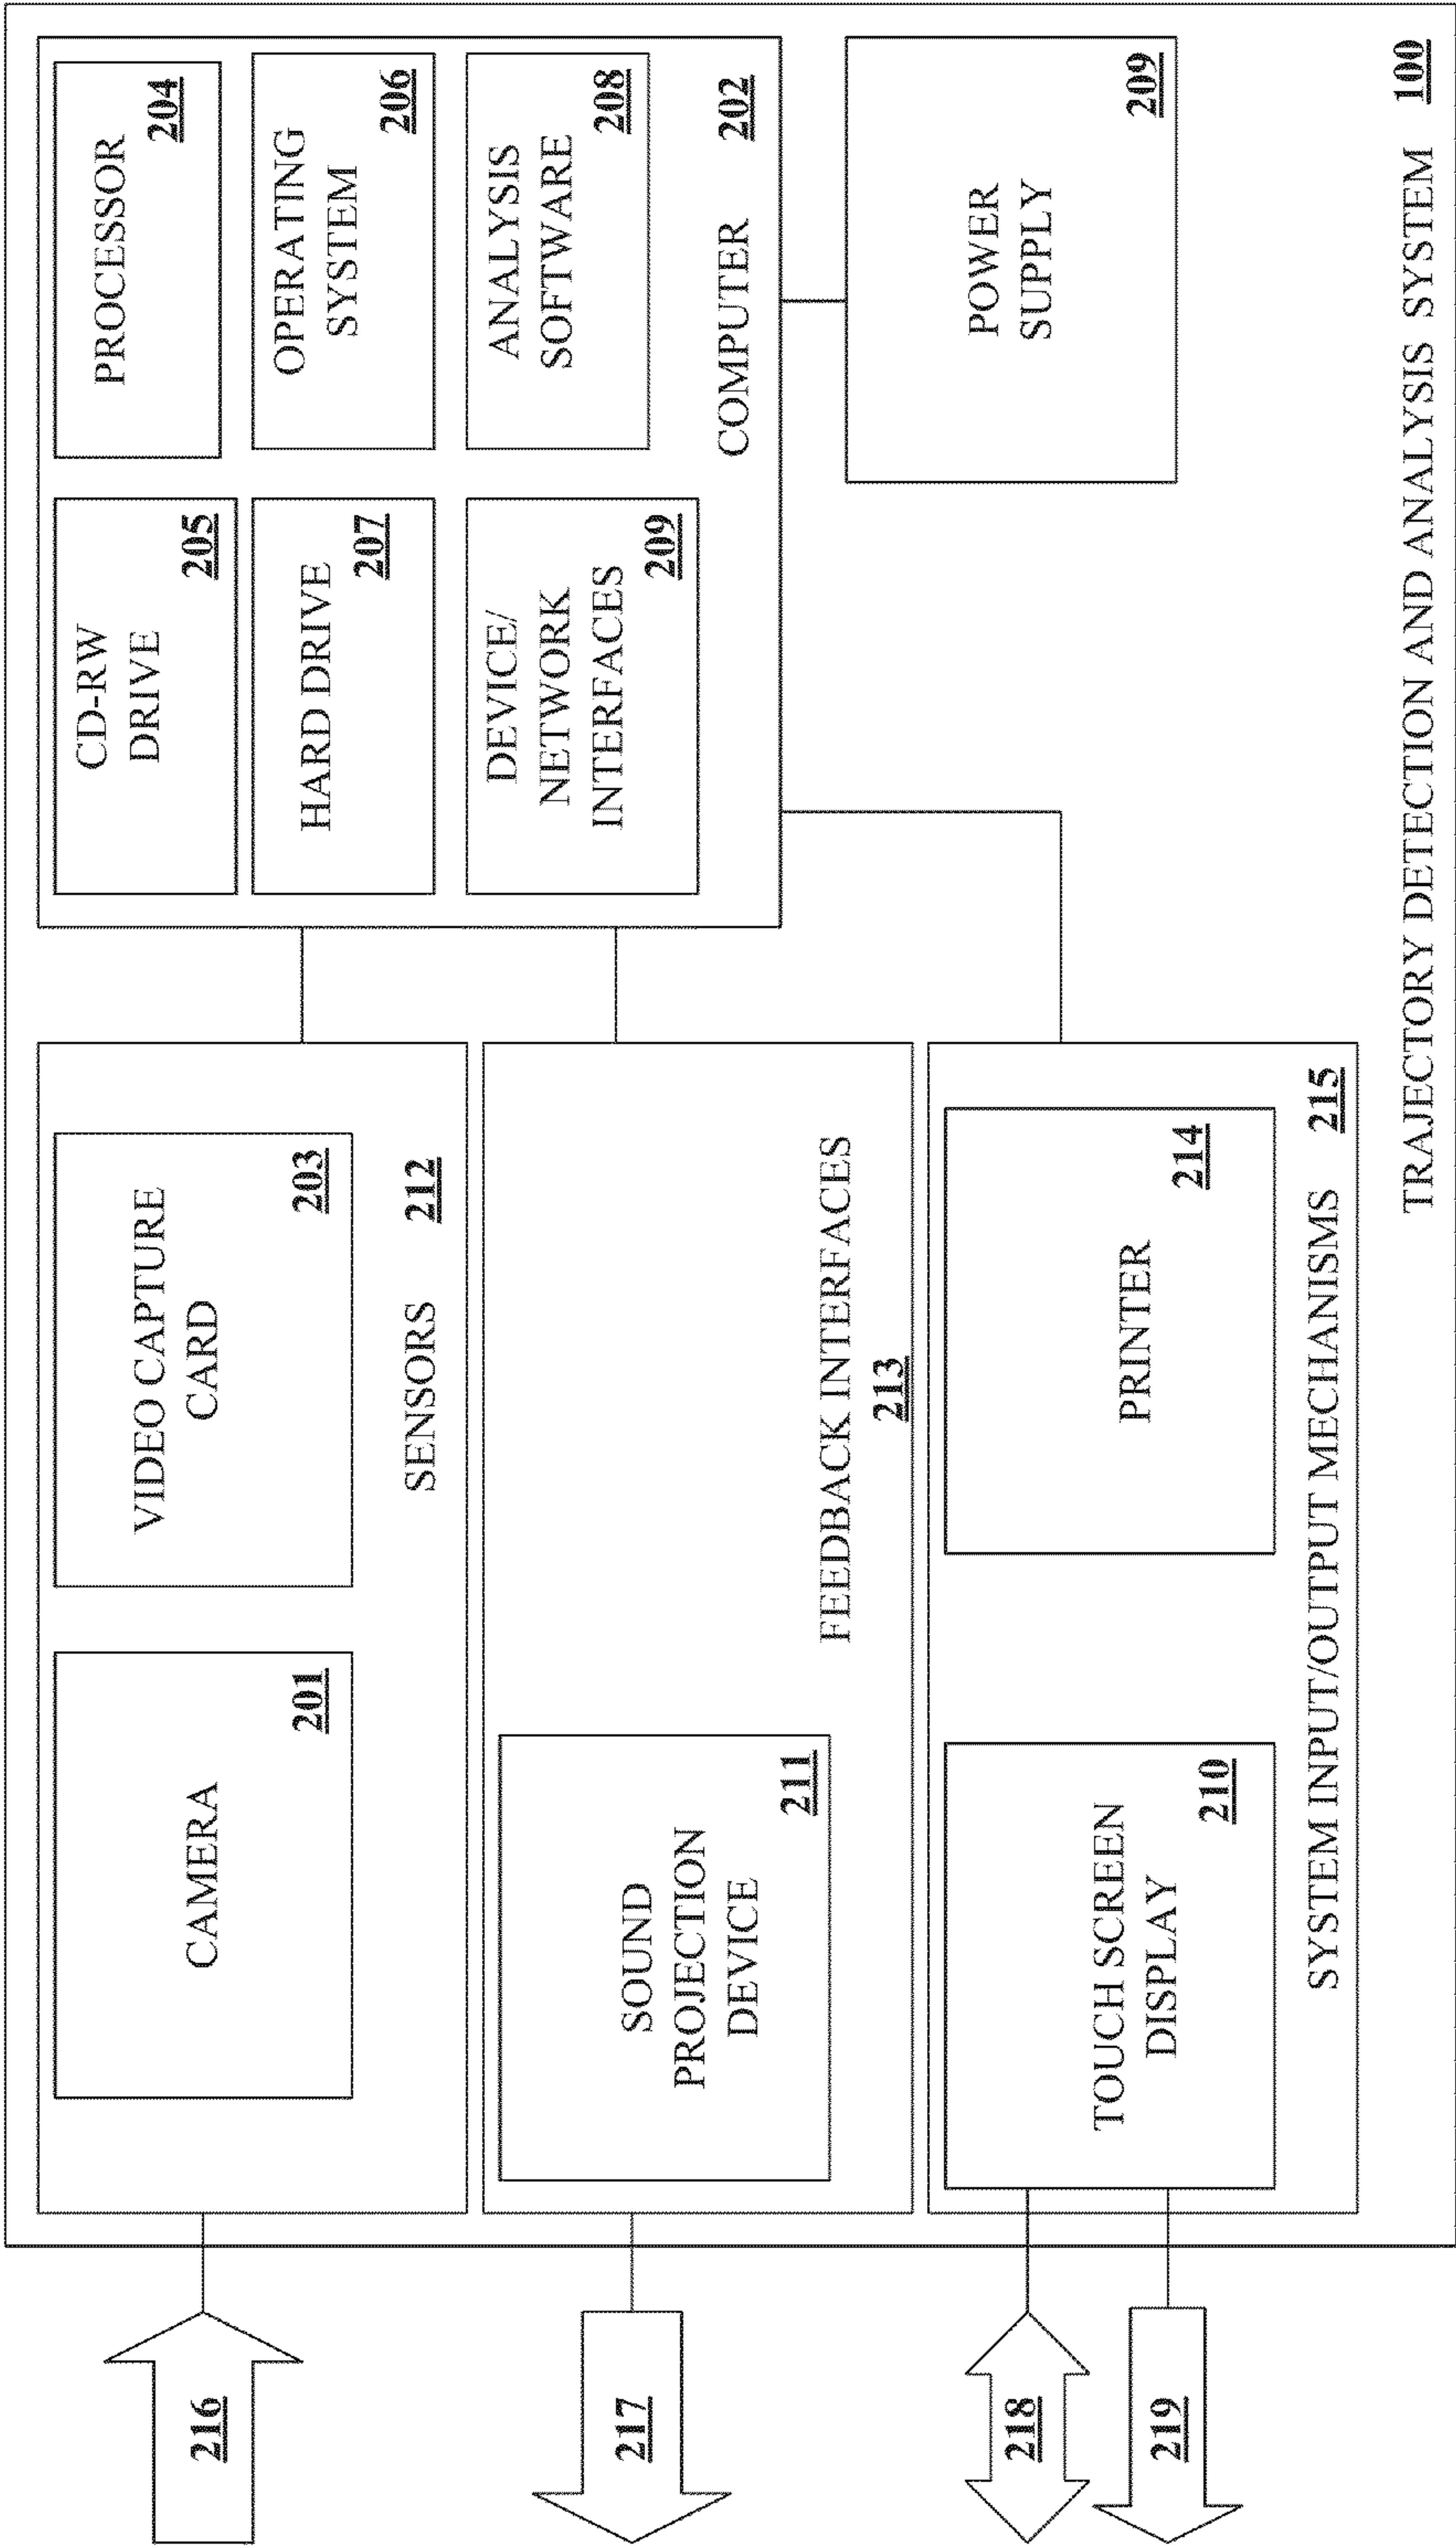 216
CAMERA
201
VIDEO CAPTURE
CARD
203
SENSORS 212
217
SOUND
PROJECTION
DEVICE
211
FEEDBACK INTERFACES
213
218
219
TOUCH SCREEN
DISPLAY
210
PRINTER
214
SYSTEM INPUT/OUTPUT MECHANISMS 215
CD-RW
DRIVE
205
PROCESSOR
204
HARD DRIVE
207
OPERATING
SYSTEM
206
DEVICE/
NETWORK
INTERFACES
209
ANALYSIS
SOFTWARE
208
COMPUTER 202
POWER
SUPPLY
209
TRAJECTORY DETECTION AND ANALYSIS SYSTEM 100